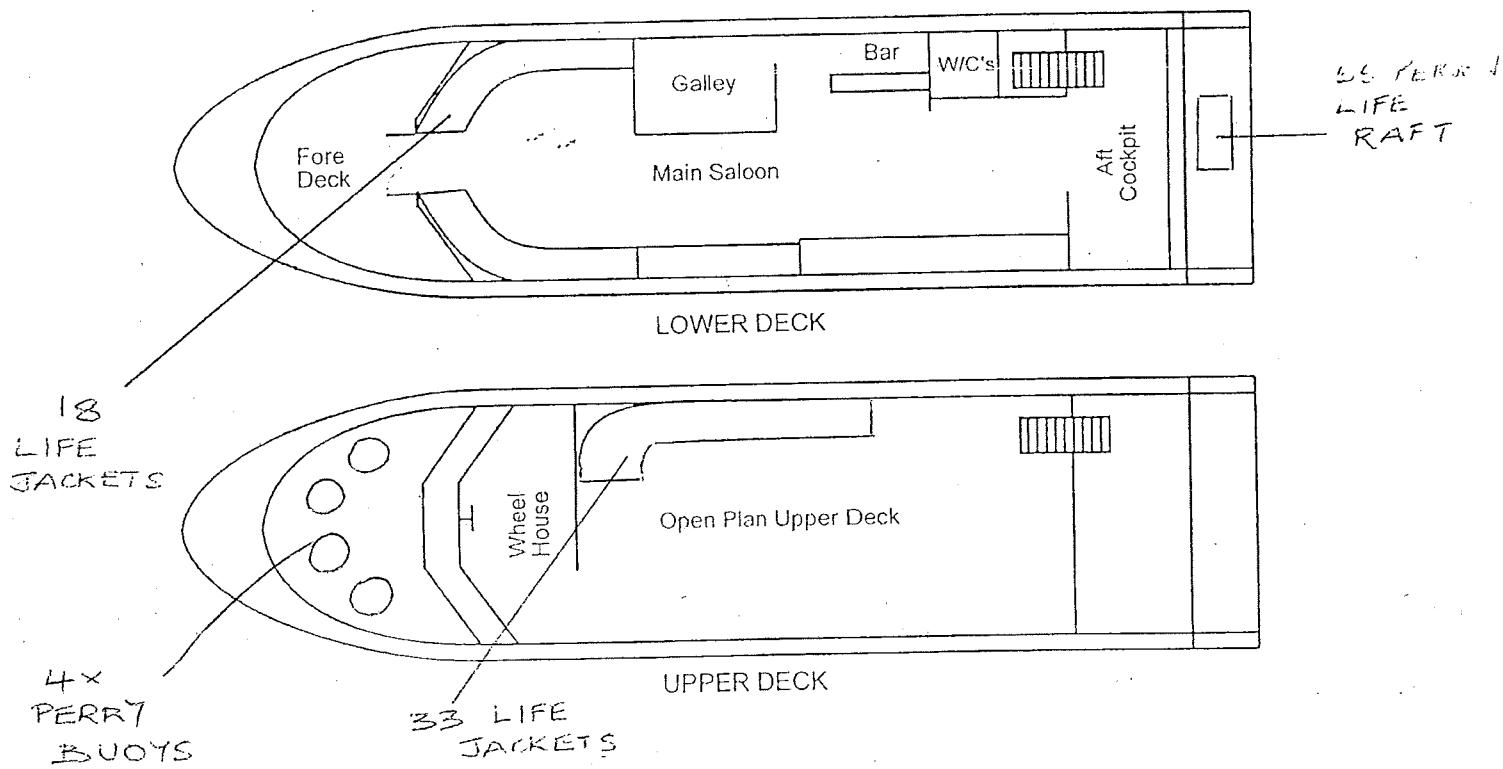 Bar
W/C's
Galley
LIFE
RAFT
Fore
Deck
Main Saloon
Aft
Cockpit
LOWER DECK
18
LIFE
JACKETS
Wheel
House
Open Plan Upper Deck
UPPER DECK
4x
PERRY
BUOYS
33 LIFE
JACKETS